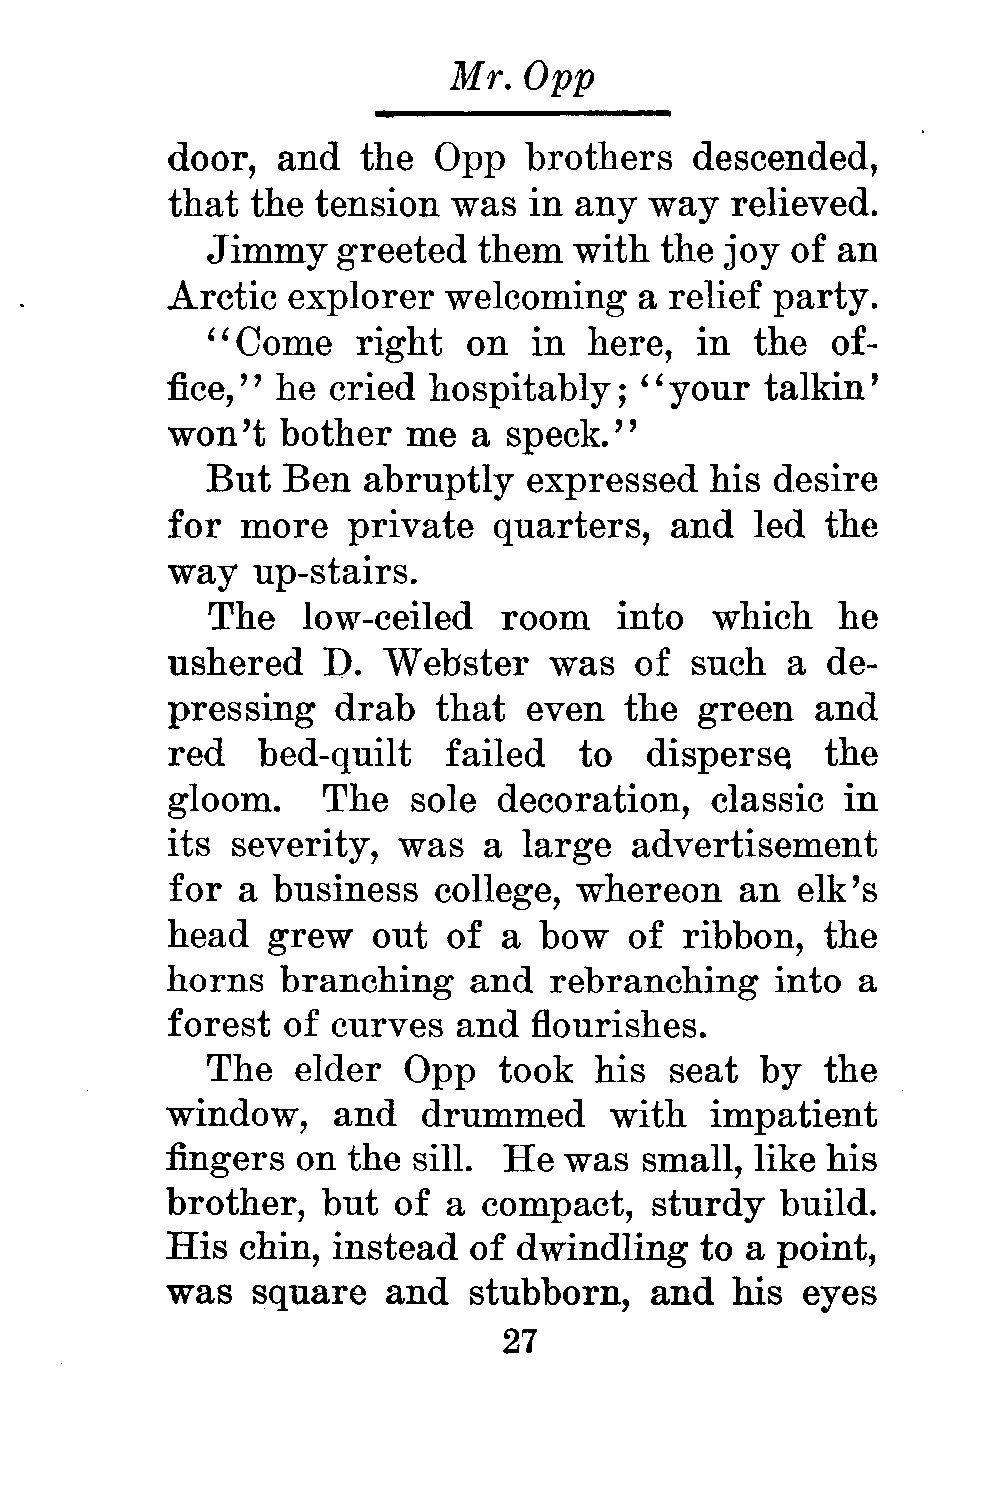 Mr. Opp
door, and the Opp brothers descended,
that the tension was in any way relieved.
Jimmy greeted them with the joy of an
Arctic explorer welcoming a relief party.
"Come right on in here, in the of-
fice," he cried hospitably; "your talkin'
won't bother me a speck."
But Ben abruptly expressed his desire
for more private quarters, and led the
way up-stairs.
The low-ceiled room into which he
ushered D. Webster was of such a de-
pressing drab that even the green and
red bed-quilt failed to disperse the
gloom. The sole decoration, classic in
its severity, was a large advertisement
for a business college, whereon an elk's
head grew out of a bow of ribbon, the
horns branching and rebranching into a
forest of curves and flourishes.
The elder Opp took his seat by the
window, and drummed with impatient
fingers on the sill. He was small, like his
brother, but of a compact, sturdy build.
His chin, instead of dwindling to a point,
was square and stubborn, and his eyes
27